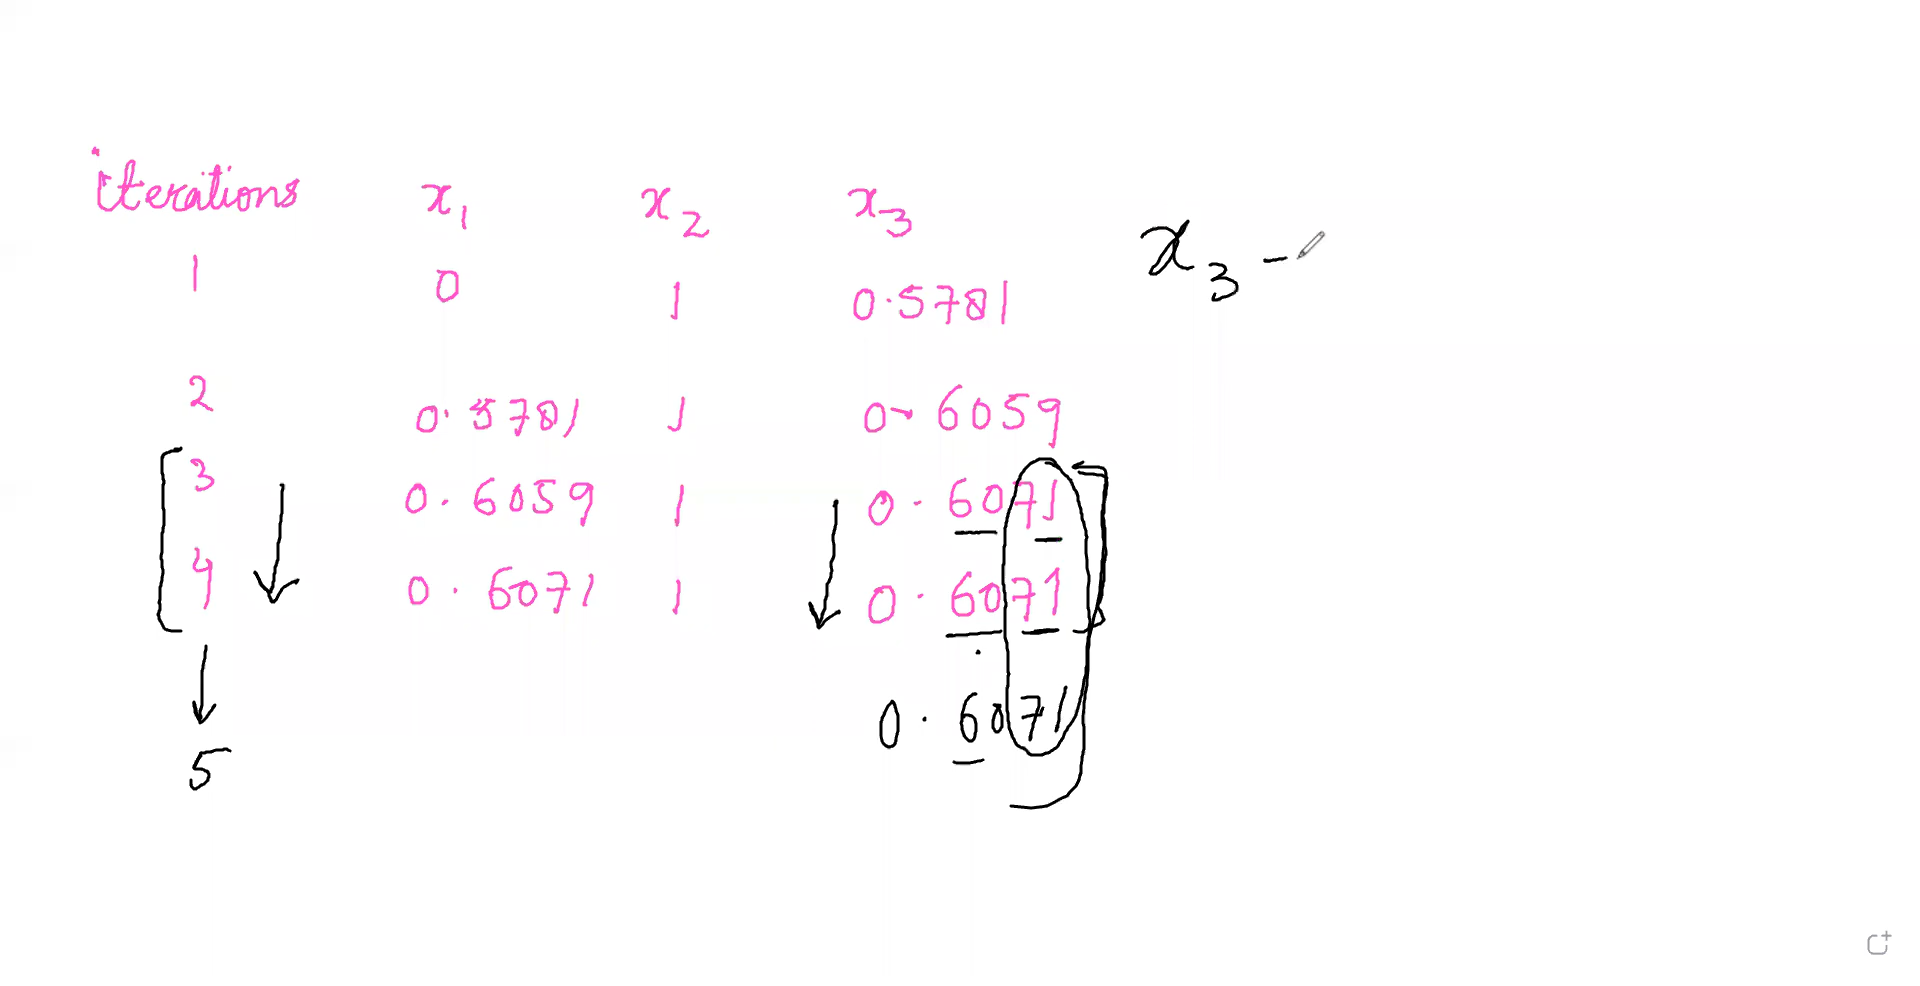 iterations x₁ x₂ x₃
x₃ -
1 0 1 0.5781
2 0.5781 1 0.6059
3 0.6059 1 0.6071
4 0.6071 1 0.6071
0.6071
5